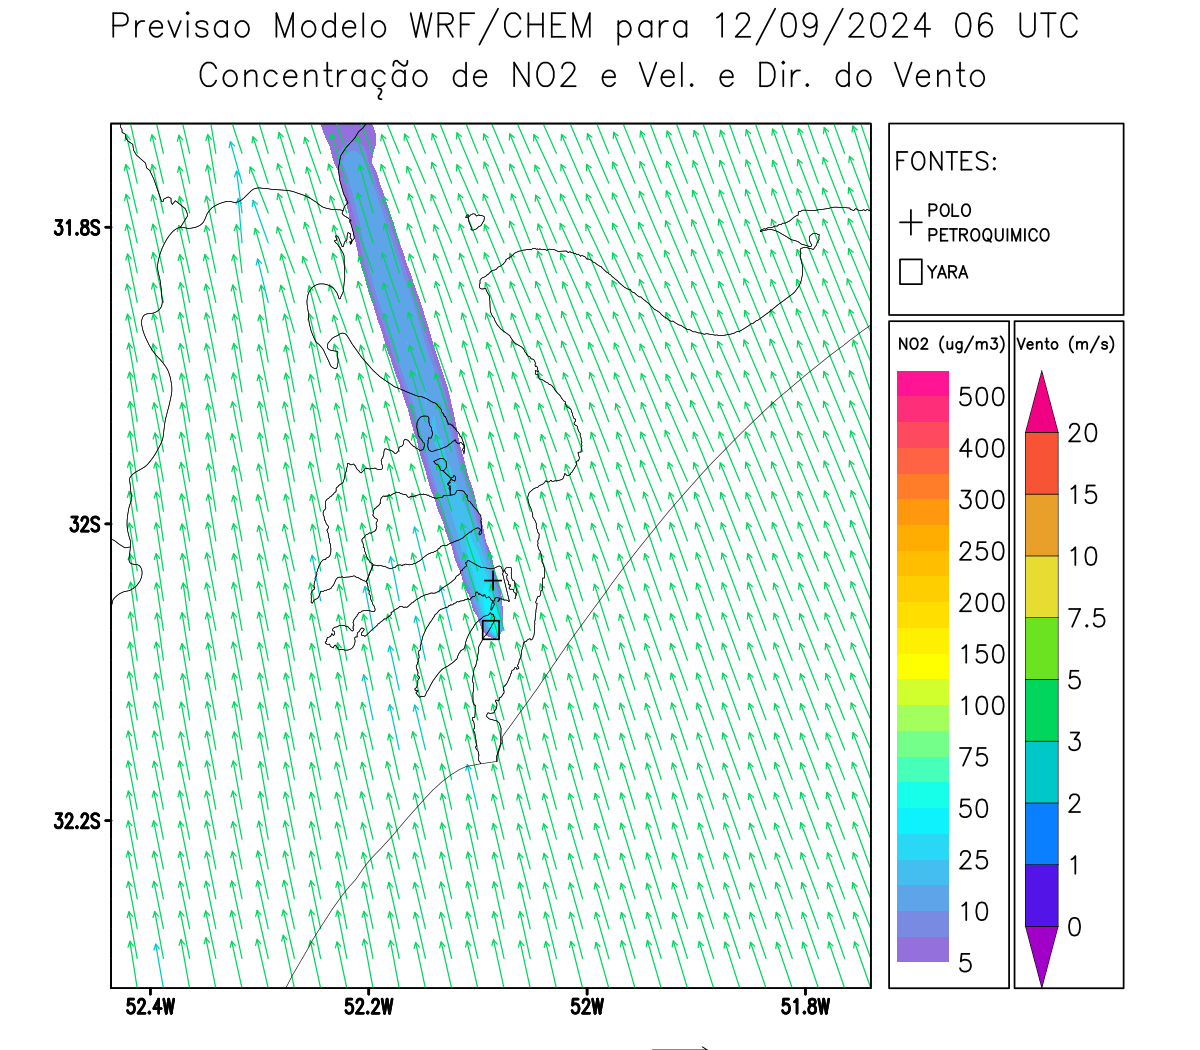 Previsao Modelo WRF/CHEM para 12/09/2024 06 UTC
Concentração de NO2 e Vel. e Dir. do Vento
FONTES:
POLO
PETROQUIMICO
YARA
31.8S
32S
32.2S
52.4W
52.2W
52W
51.8W
NO2 (ug/m3)
500
400
300
250
200
150
100
75
50
25
10
5
Vento (m/s)
20
15
10
7.5
5
3
2
1
0